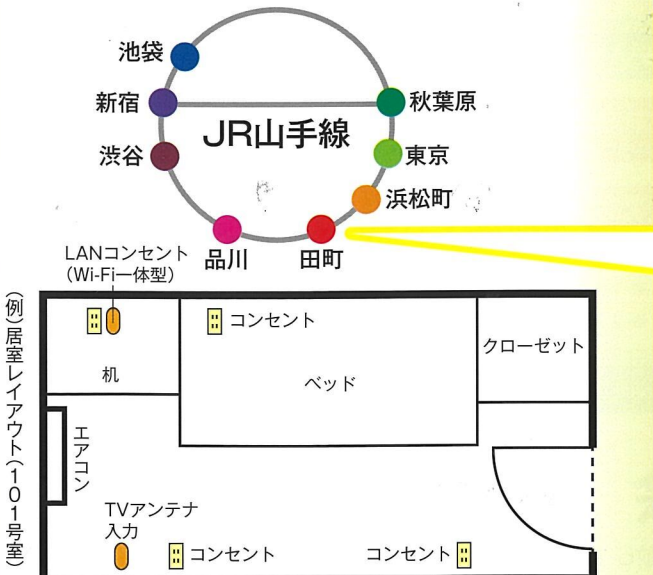 池袋
新宿
秋葉原
JR山手線
渋谷
東京
浜松町
品川
田町
LANコンセント
(Wi-Fi一体型)
コンセント
机
ベッド
クローゼット
(例)居室レイアウト(101号室)
エアコン
TVアンテナ
入力
コンセント
コンセント